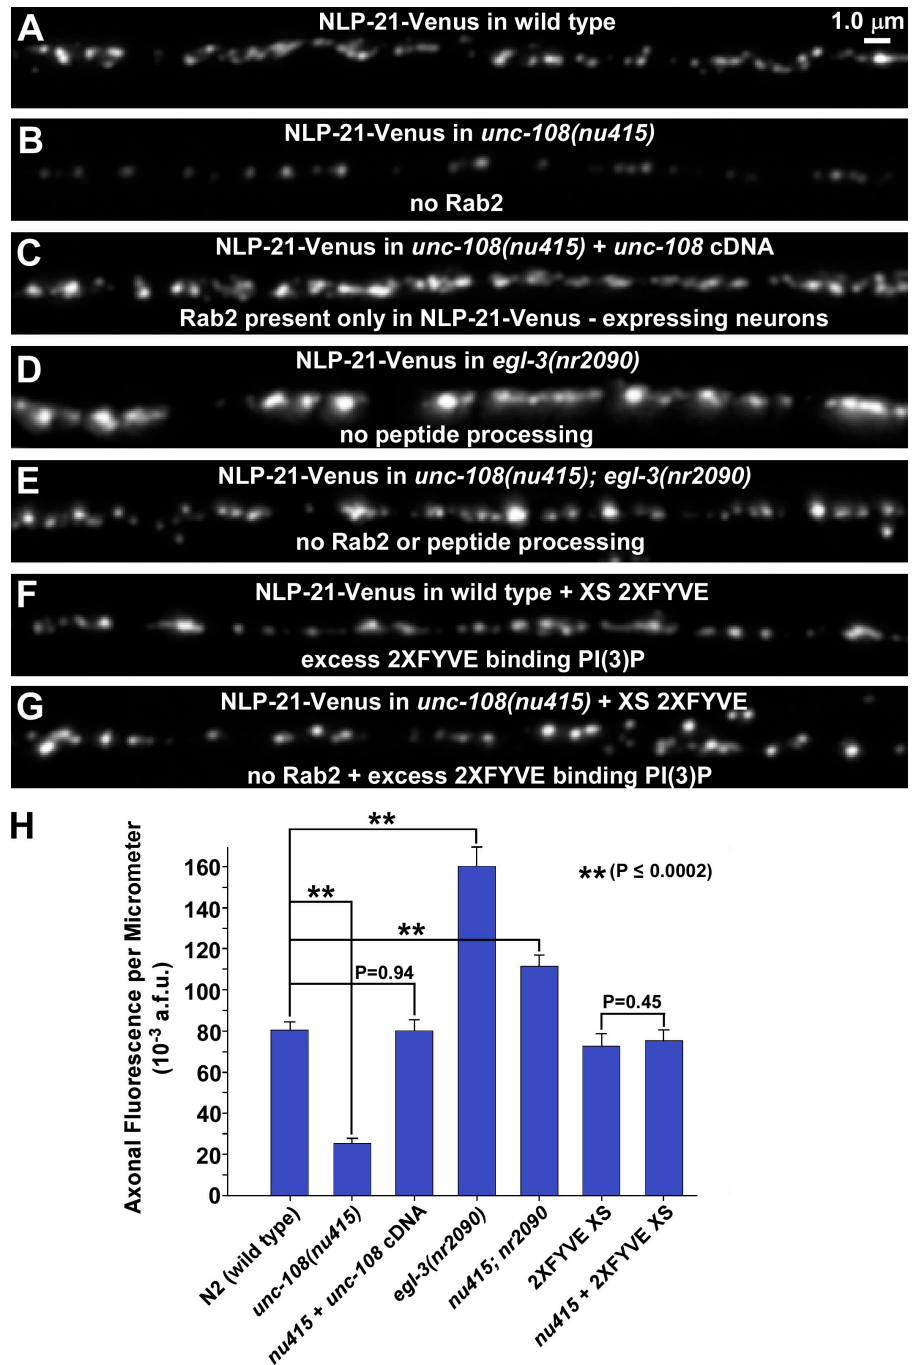 A
NLP-21-Venus in wild type
1.0 μm
B
NLP-21-Venus in unc-108(nu415)
no Rab2
C
NLP-21-Venus in unc-108(nu415) + unc-108 cDNA
Rab2 present only in NLP-21-Venus - expressing neurons
D
NLP-21-Venus in egl-3(nr2090)
no peptide processing
E
NLP-21-Venus in unc-108(nu415); egl-3(nr2090)
no Rab2 or peptide processing
F
NLP-21-Venus in wild type + XS 2XFYVE
excess 2XFYVE binding PI(3)P
G
NLP-21-Venus in unc-108(nu415) + XS 2XFYVE
no Rab2 + excess 2XFYVE binding PI(3)P
H
Axonal Fluorescence per Micrometer
(10-3 a.f.u.)
160
140
120
100
80
60
40
20
0
**
**
**
P=0.94
P=0.45
** (P ≤ 0.0002)
N2 (wild type)
unc-108(nu415)
nu415 + unc-108 cDNA
egl-3(nr2090)
nu415; nr2090
2XFYVE XS
nu415 + 2XFYVE XS